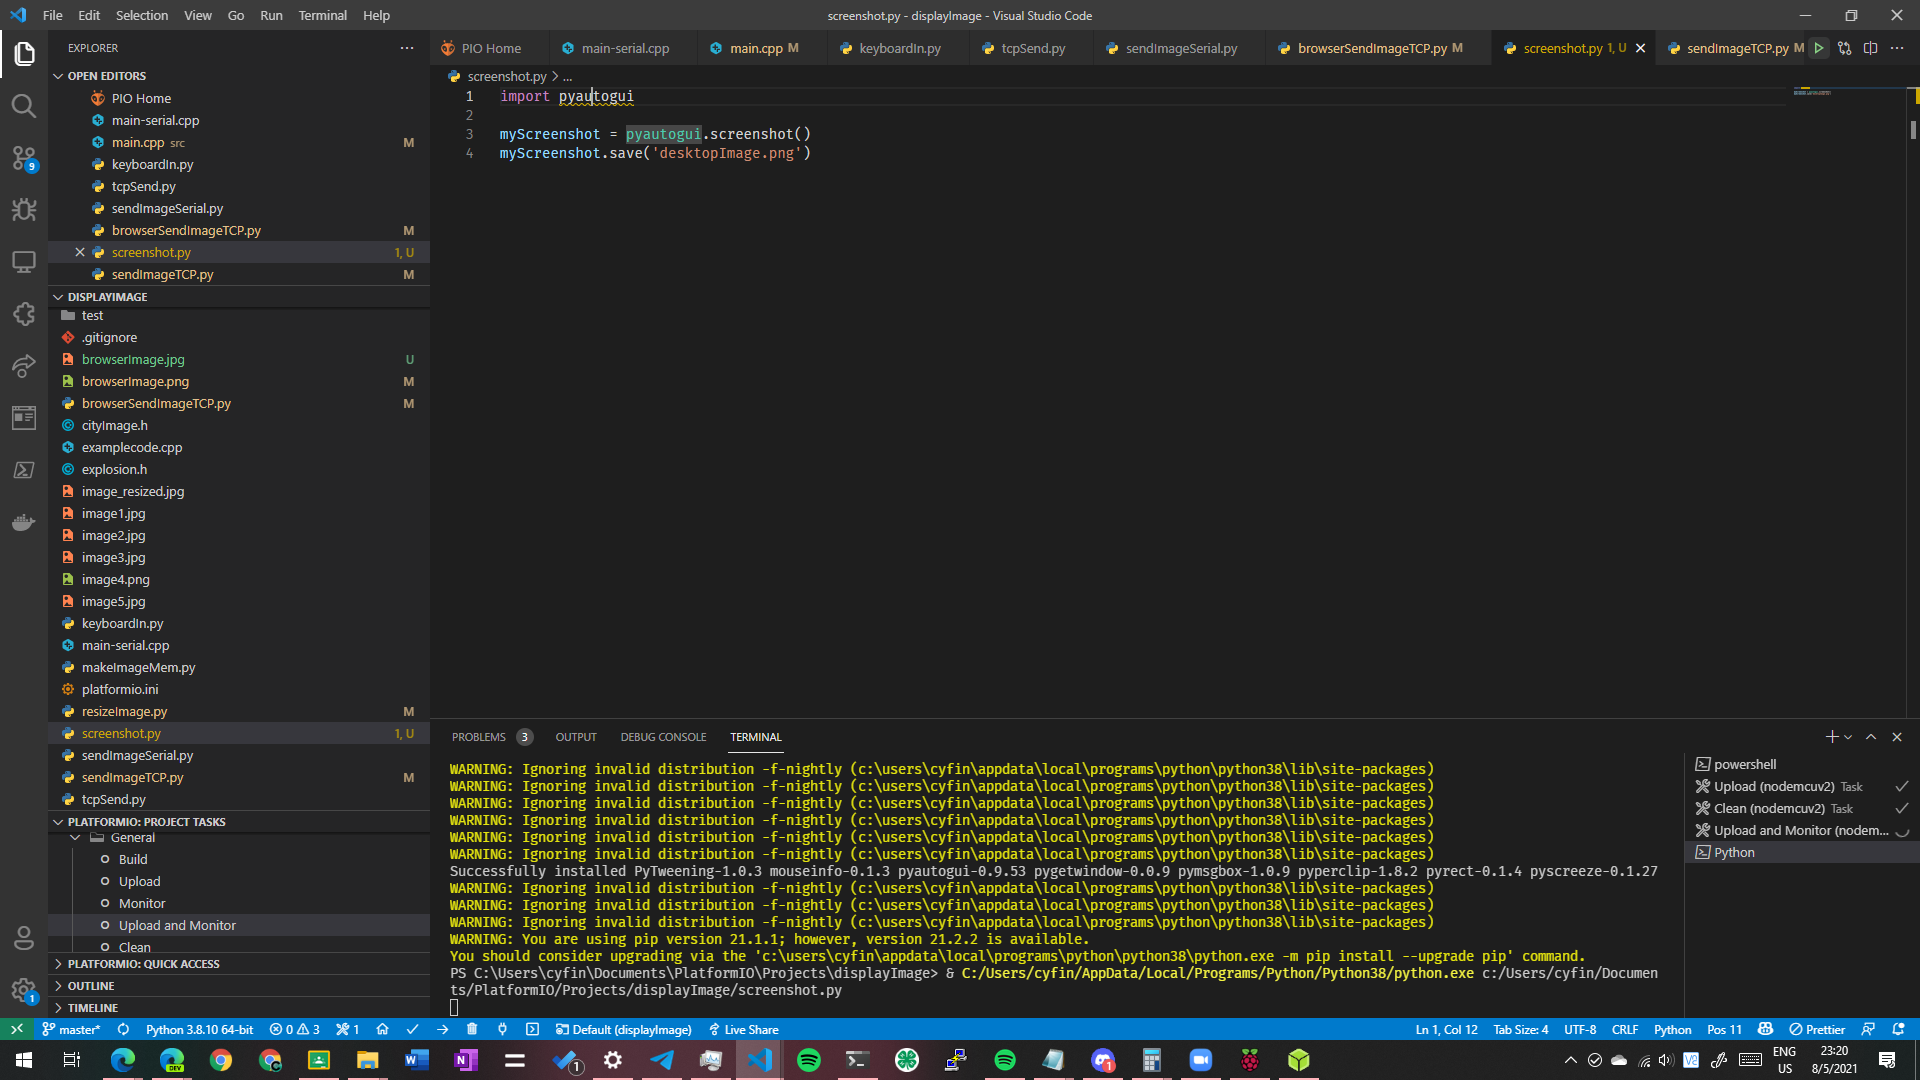 File Edit Selection View Go Run Terminal Help
screenshot.py - displayImage - Visual Studio Code
EXPLORER
OPEN EDITORS
PIO Home
main-serial.cpp
main.cpp src M
keyboardIn.py
tcpSend.py
sendImageSerial.py
browserSendImageTCP.py M
screenshot.py 1, U
sendImageTCP.py M
DISPLAYIMAGE
test
.gitignore
browserImage.jpg U
browserImage.png M
browserSendImageTCP.py M
cityImage.h
examplecode.cpp
explosion.h
image_resized.jpg
image1.jpg
image2.jpg
image3.jpg
image4.png
image5.jpg
keyboardIn.py
main-serial.cpp
makeImageMem.py
platformio.ini
resizeImage.py M
screenshot.py 1, U
sendImageSerial.py
sendImageTCP.py M
tcpSend.py
PLATFORMIO: PROJECT TASKS
General
Build
Upload
Monitor
Upload and Monitor
Clean
PLATFORMIO: QUICK ACCESS
OUTLINE
TIMELINE
9
1
PIO Home main-serial.cpp main.cpp M keyboardIn.py tcpSend.py sendImageSerial.py browserSendImageTCP.py M screenshot.py 1, U sendImageTCP.py M
screenshot.py > ...
1 import pyautogui
2
3 myScreenshot = pyautogui.screenshot()
4 myScreenshot.save('desktopImage.png')
PROBLEMS 3 OUTPUT DEBUG CONSOLE TERMINAL
WARNING: Ignoring invalid distribution -f-nightly (c:\users\cyfin\appdata\local\programs\python\python38\lib\site-packages)
WARNING: Ignoring invalid distribution -f-nightly (c:\users\cyfin\appdata\local\programs\python\python38\lib\site-packages)
WARNING: Ignoring invalid distribution -f-nightly (c:\users\cyfin\appdata\local\programs\python\python38\lib\site-packages)
WARNING: Ignoring invalid distribution -f-nightly (c:\users\cyfin\appdata\local\programs\python\python38\lib\site-packages)
WARNING: Ignoring invalid distribution -f-nightly (c:\users\cyfin\appdata\local\programs\python\python38\lib\site-packages)
WARNING: Ignoring invalid distribution -f-nightly (c:\users\cyfin\appdata\local\programs\python\python38\lib\site-packages)
Successfully installed PyTweening-1.0.3 mouseinfo-0.1.3 pyautogui-0.9.53 pygetwindow-0.0.9 pymsgbox-1.0.9 pyperclip-1.8.2 pyrect-0.1.4 pyscreeze-0.1.27
WARNING: Ignoring invalid distribution -f-nightly (c:\users\cyfin\appdata\local\programs\python\python38\lib\site-packages)
WARNING: Ignoring invalid distribution -f-nightly (c:\users\cyfin\appdata\local\programs\python\python38\lib\site-packages)
WARNING: Ignoring invalid distribution -f-nightly (c:\users\cyfin\appdata\local\programs\python\python38\lib\site-packages)
WARNING: You are using pip version 21.1.1; however, version 21.2.2 is available.
You should consider upgrading via the 'c:\users\cyfin\appdata\local\programs\python\python38\python.exe -m pip install --upgrade pip' command.
PS C:\Users\cyfin\Documents\PlatformIO\Projects\displayImage> & C:/Users/cyfin/AppData/Local/Programs/Python/Python38/python.exe c:/Users/cyfin/Documen
ts/PlatformIO/Projects/displayImage/screenshot.py
powershell
Upload (nodemcuv2) Task
Clean (nodemcuv2) Task
Upload and Monitor (nodem...
Python
master* Python 3.8.10 64-bit 0 3 1 Default (displayImage) Live Share Ln 1, Col 12 Tab Size: 4 UTF-8 CRLF Python Pos 11 Prettier
DEV 1 1 ENG US 23:20 8/5/2021